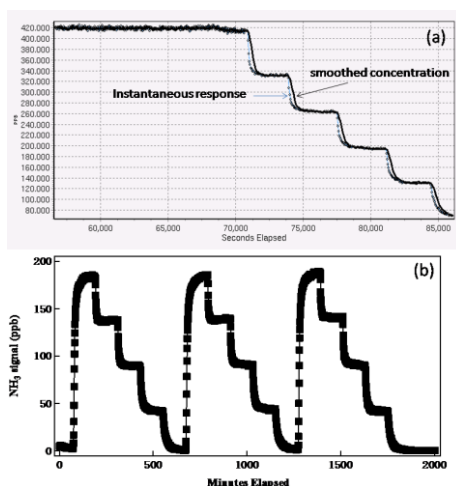 (a)
420.000
400.000
380.000
360.000
340.000
320.000
300.000
280.000
260.000
240.000
220.000
200.000
180.000
160.000
140.000
120.000
100.000
80.000
PPB
smoothed concentration
Instantaneous response
60,000 65,000 70,000 75,000 80,000 85,000
Seconds Elapsed
(b)
200
150
100
50
0
NH3 signal (ppb)
0 500 1000 1500 2000
Minutes Elapsed